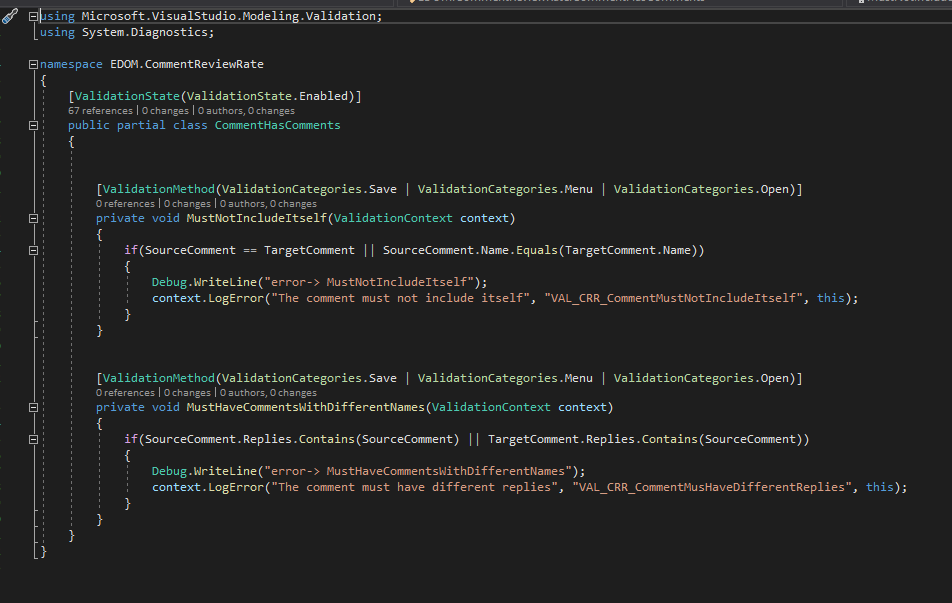 using Microsoft.VisualStudio.Modeling.Validation;
using System.Diagnostics;
namespace EDOM.CommentReviewRate
{
[ValidationState(ValidationState.Enabled)]
67 references | 0 changes | 0 authors, 0 changes
public partial class CommentHasComments
{
[ValidationMethod(ValidationCategories.Save | ValidationCategories.Menu | ValidationCategories.Open)]
0 references | 0 changes | 0 authors, 0 changes
private void MustNotIncludeItself(ValidationContext context)
{
if(SourceComment == TargetComment || SourceComment.Name.Equals(TargetComment.Name))
{
Debug.WriteLine("error-> MustNotIncludeItself");
context.LogError("The comment must not include itself", "VAL_CRR_CommentMustNotIncludeItself", this);
}
}
[ValidationMethod(ValidationCategories.Save | ValidationCategories.Menu | ValidationCategories.Open)]
0 references | 0 changes | 0 authors, 0 changes
private void MustHaveCommentsWithDifferentNames(ValidationContext context)
{
if(SourceComment.Replies.Contains(SourceComment) || TargetComment.Replies.Contains(SourceComment))
{
Debug.WriteLine("error-> MustHaveCommentsWithDifferentNames");
context.LogError("The comment must have different replies", "VAL_CRR_CommentMusHaveDifferentReplies", this);
}
}
}
}